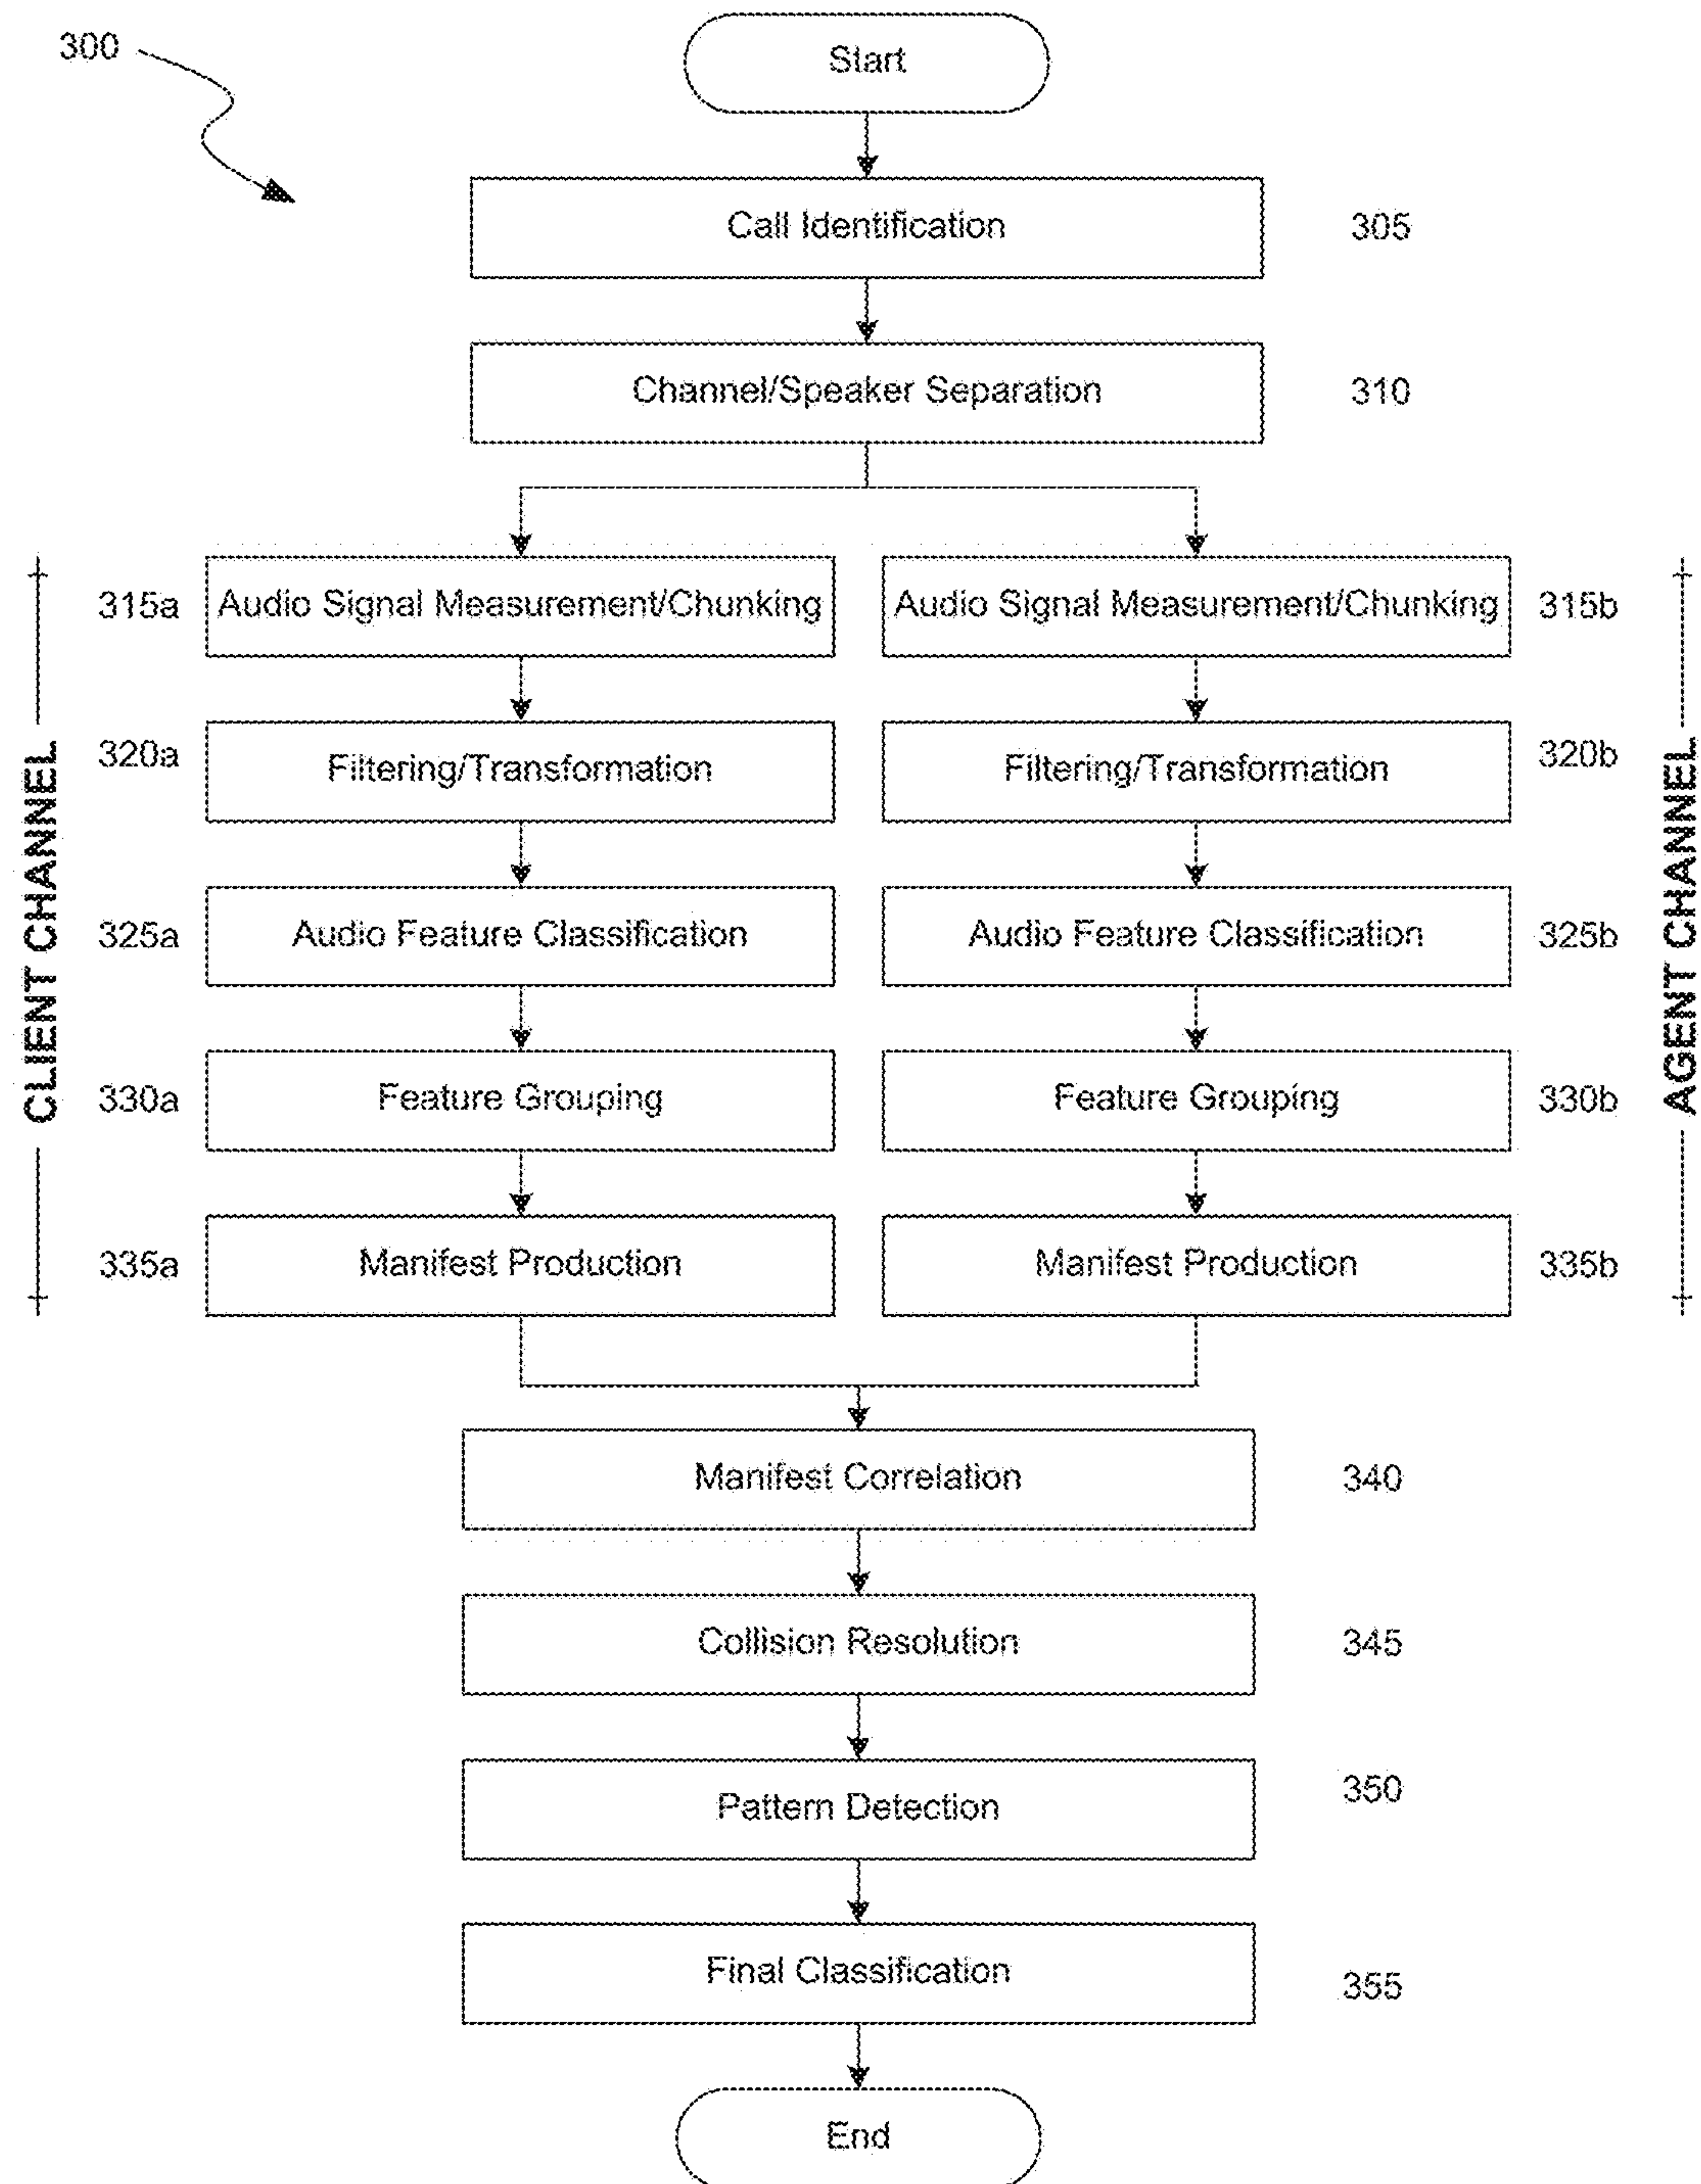 300
Start
Call Identification
305
Channel/Speaker Separation
310
CLIENT CHANNEL
AGENT CHANNEL
315a
Audio Signal Measurement/Chunking
Audio Signal Measurement/Chunking
315b
320a
Filtering/Transformation
Filtering/Transformation
320b
325a
Audio Feature Classification
Audio Feature Classification
325b
330a
Feature Grouping
Feature Grouping
330b
335a
Manifest Production
Manifest Production
335b
Manifest Correlation
340
Collision Resolution
345
Pattern Detection
350
Final Classification
355
End